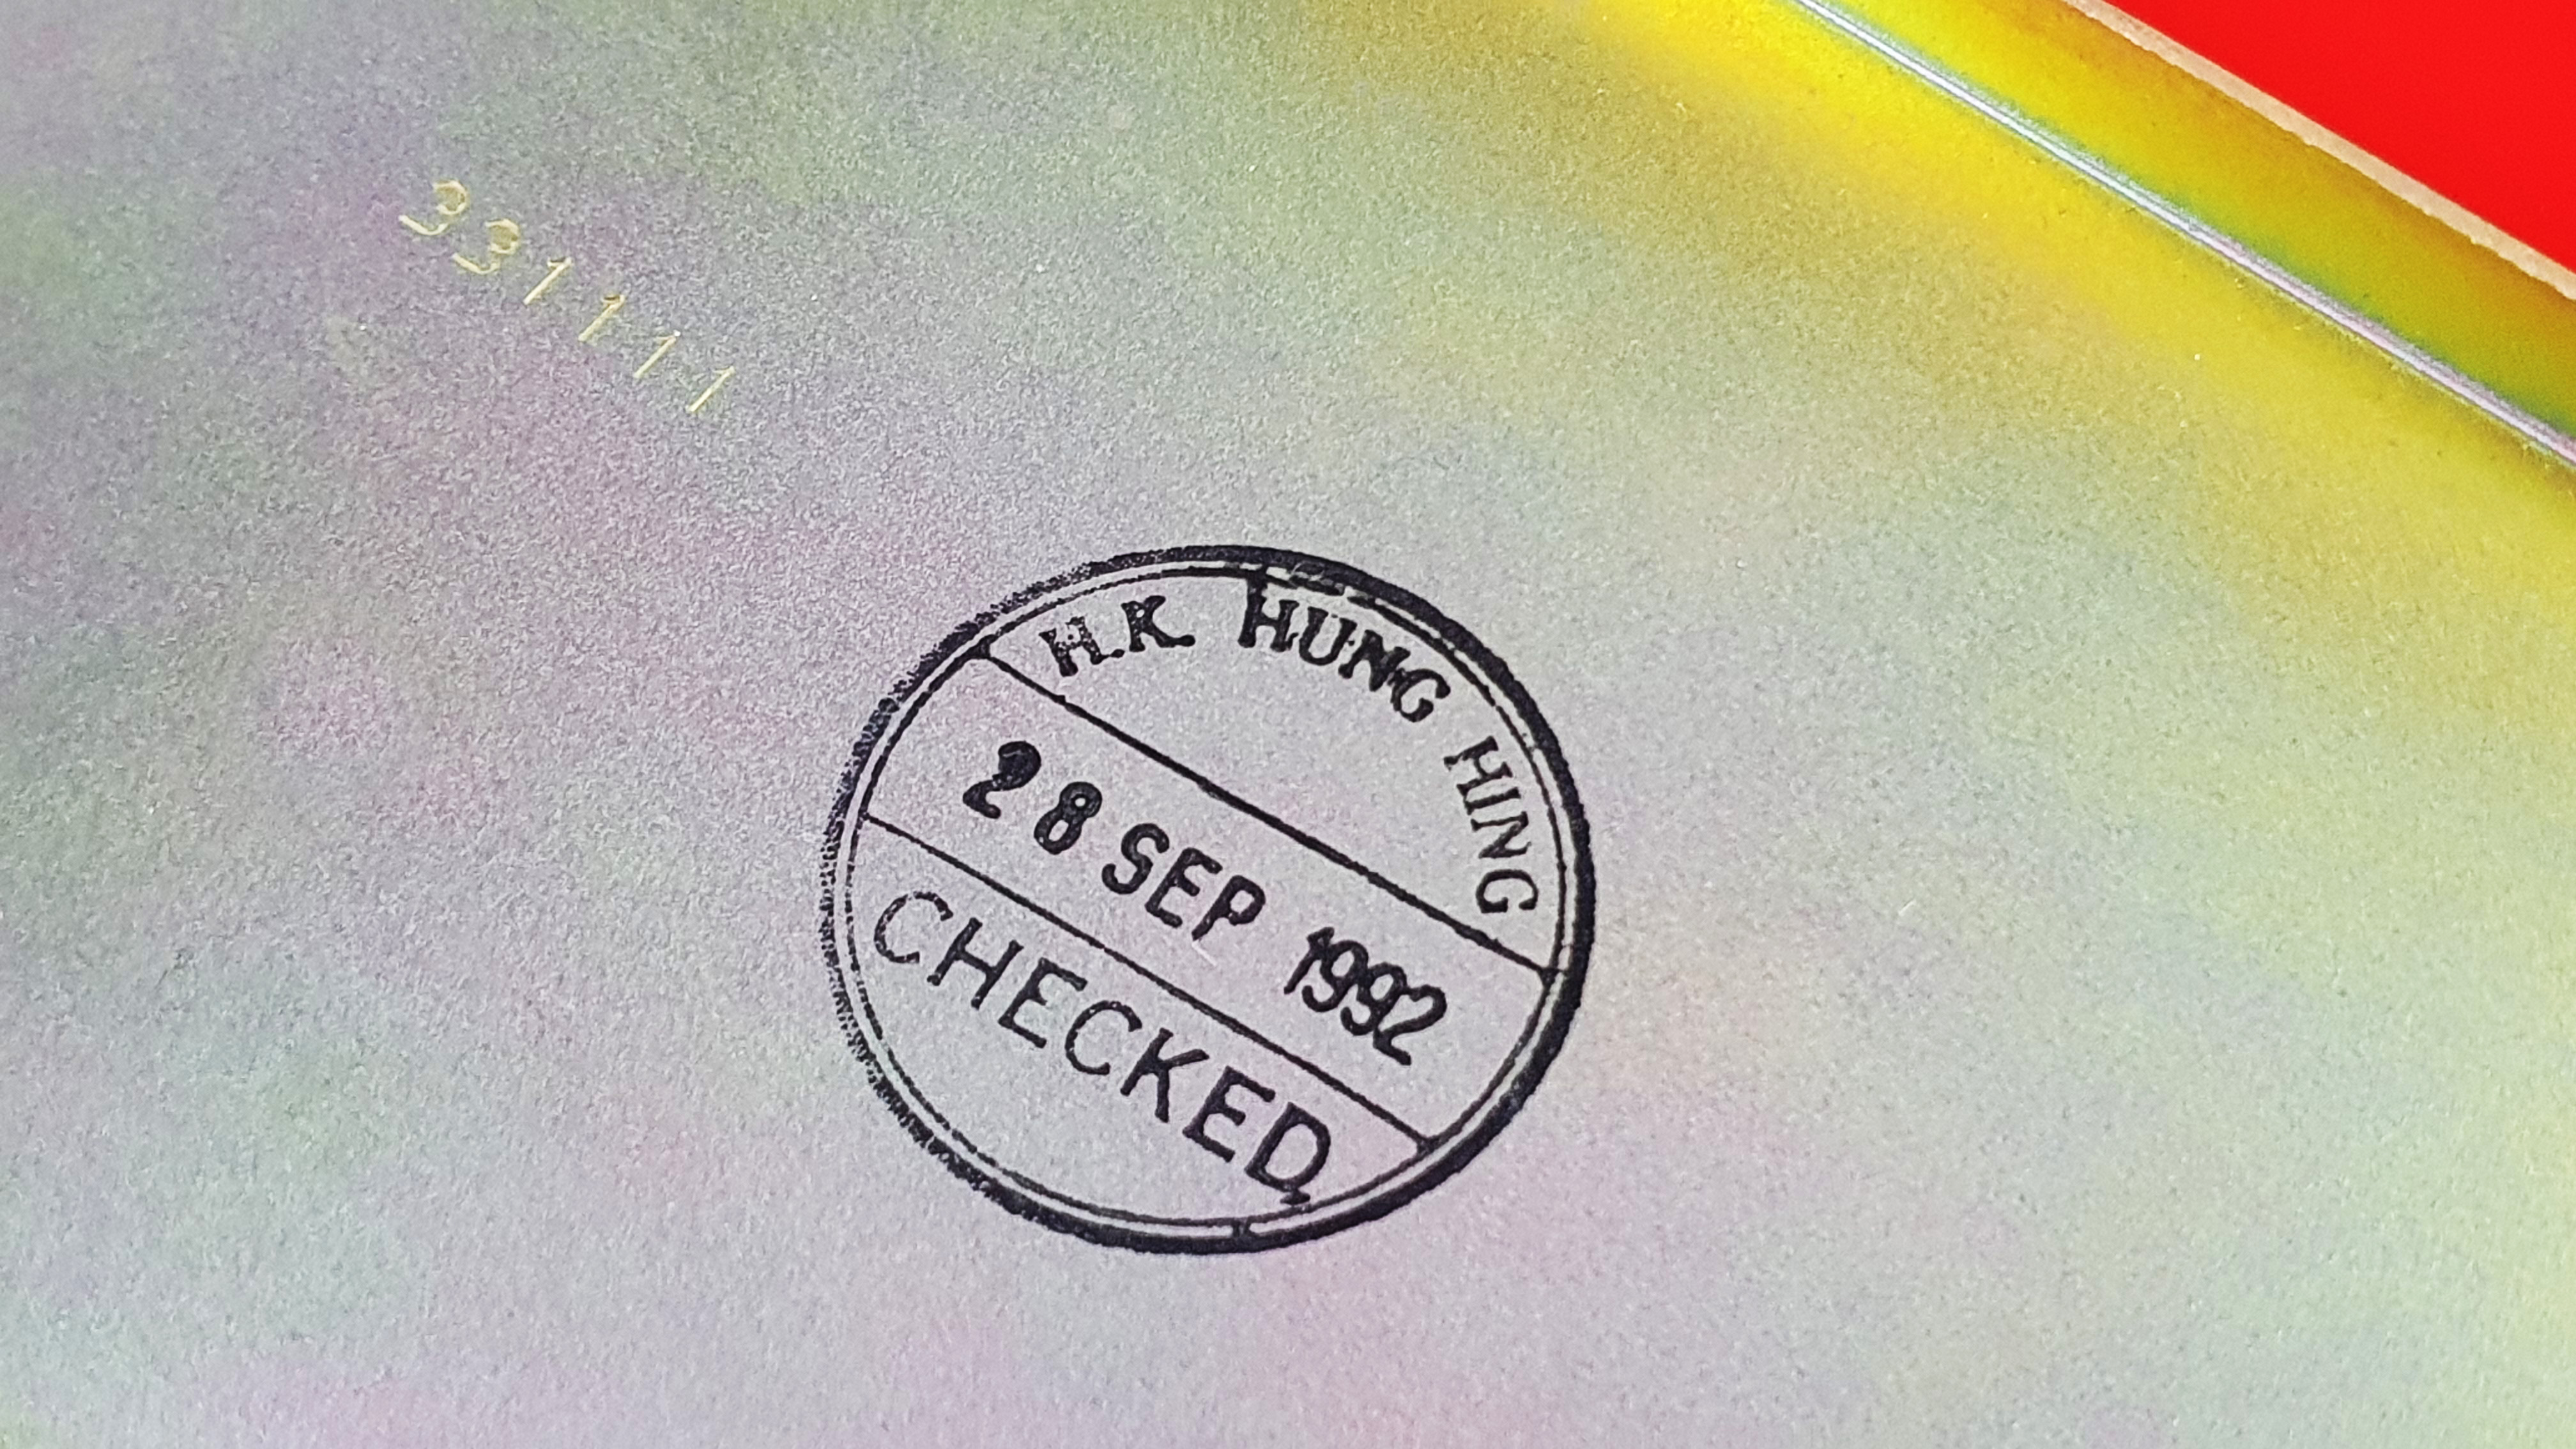 331111
H.K. HUNG HING
28 SEP 1992
CHECKED